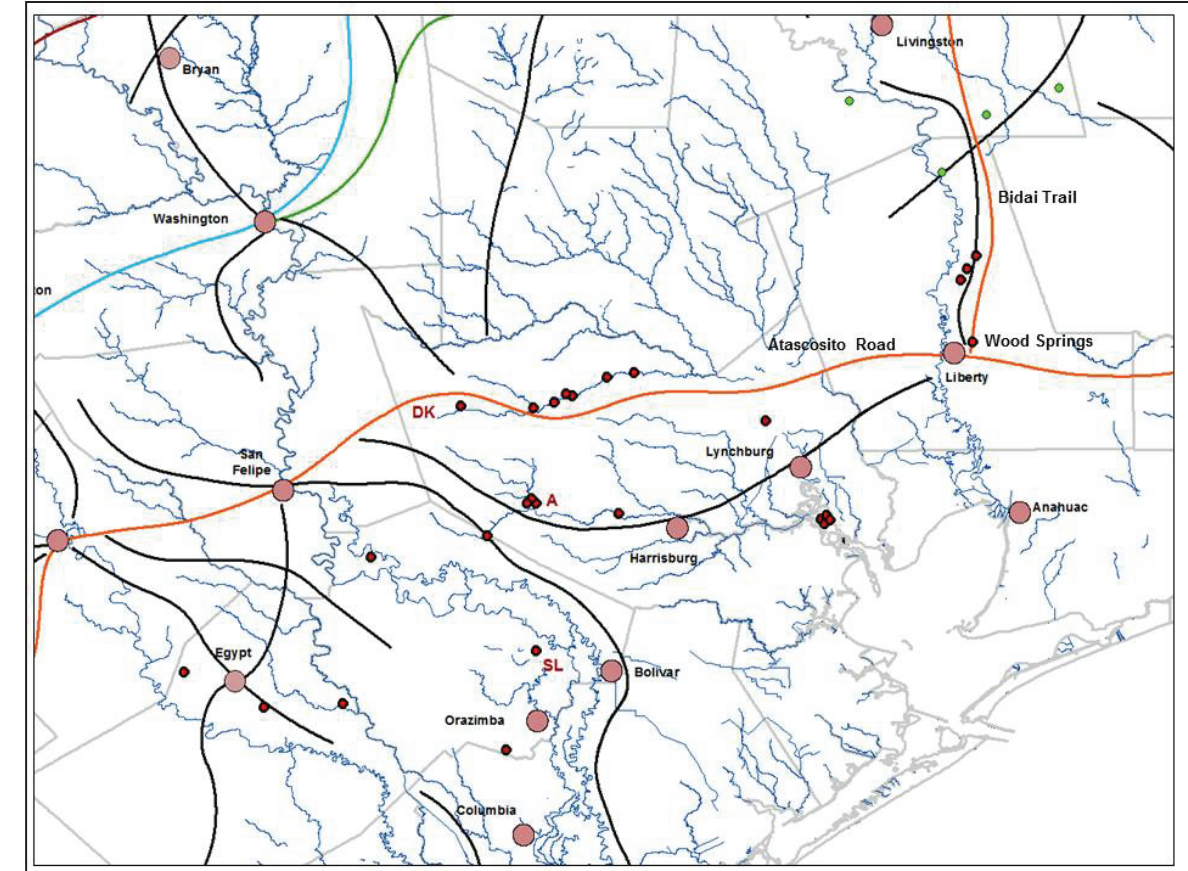 Livingston
Bryan
Bidai Trail
Washington
on
Atascosito Road
Wood Springs
Liberty
DK
San
Felipe
Lynchburg
A
Anahuac
Harrisburg
Egypt
SL
Bolivar
Orazimba
Columbia